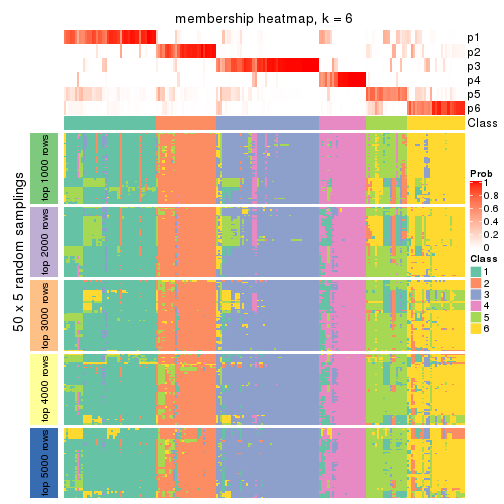 membership heatmap, k = 6
p1
p2
p3
p4
p5
p6
Class
50 x 5 random samplings
top 1000 rows
top 2000 rows
top 3000 rows
top 4000 rows
top 5000 rows
Prob
1
0.8
0.6
0.4
0.2
0
Class
1
2
3
4
5
6